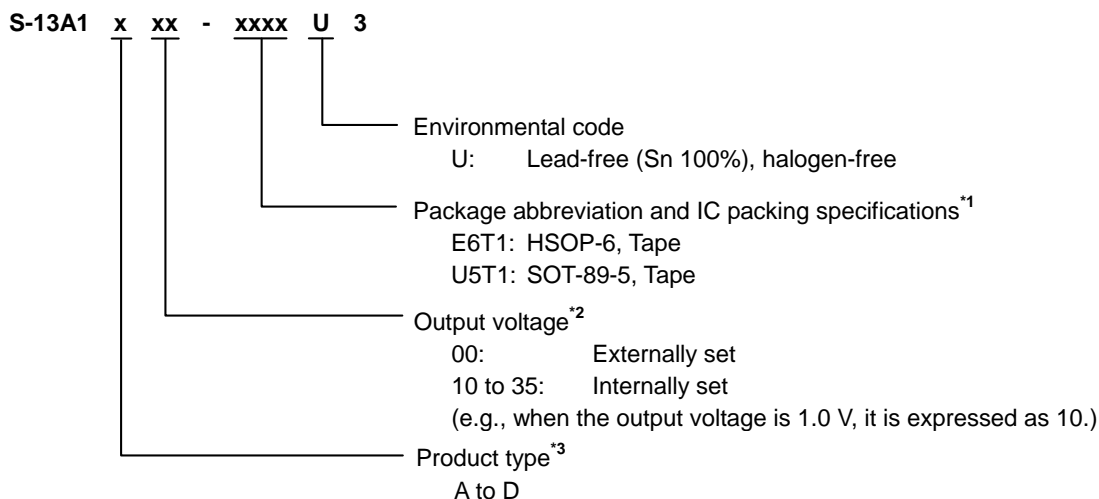 S-13A1 x xx - xxxx U 3
Environmental code
U: Lead-free (Sn 100%), halogen-free
Package abbreviation and IC packing specifications*1
E6T1: HSOP-6, Tape
U5T1: SOT-89-5, Tape
Output voltage*2
00: Externally set
10 to 35: Internally set
(e.g., when the output voltage is 1.0 V, it is expressed as 10.)
Product type*3
A to D